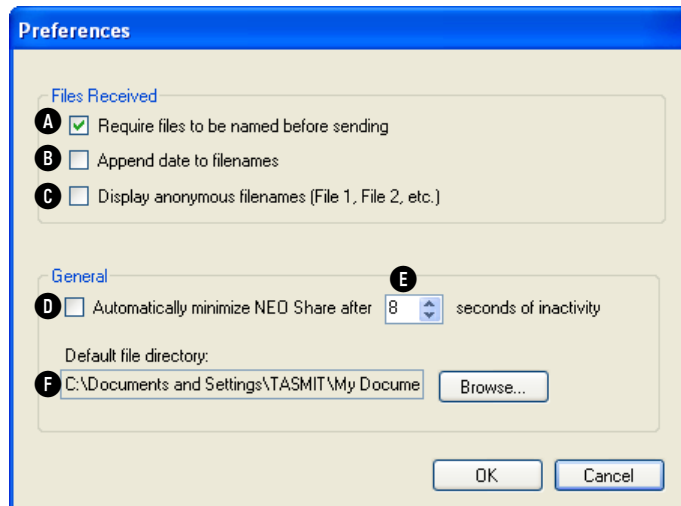 Preferences
Files Received
A Require files to be named before sending
B Append date to filenames
C Display anonymous filenames (File 1, File 2, etc.)
General
E
D Automatically minimize NEO Share after 8 seconds of inactivity
Default file directory:
F C:\Documents and Settings\TASMIT\My Docume Browse...
OK Cancel